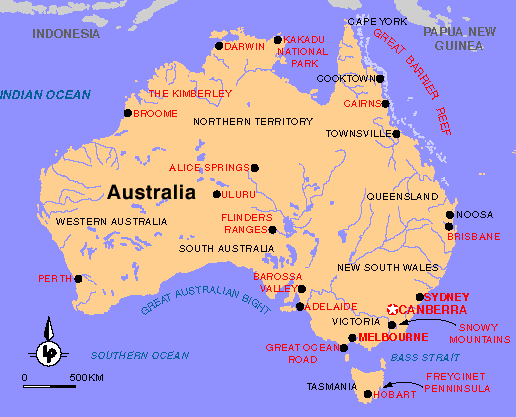 CAPE YORK
INDONESIA
KAKADU
NATIONAL
PARK
DARWIN
PAPUA NEW
GUINEA
GREAT BARRIER REEF
COOKTOWN
INDIAN OCEAN
THE KIMBERLEY
CAIRNS
BROOME
NORTHERN TERRITORY
TOWNSVILLE
ALICE SPRINGS
Australia
ULURU
QUEENSLAND
WESTERN AUSTRALIA
FLINDERS
RANGES
NOOSA
BRISBANE
SOUTH AUSTRALIA
NEW SOUTH WALES
PERTH
BAROSSA
VALLEY
GREAT AUSTRALIAN BIGHT
ADELAIDE
SYDNEY
CANBERRA
VICTORIA
SNOWY
MOUNTAINS
MELBOURNE
GREAT OCEAN
ROAD
BASS STRAIT
SOUTHERN OCEAN
LP
0 500KM
TASMANIA
FREYCINET
PENNINSULA
HOBART